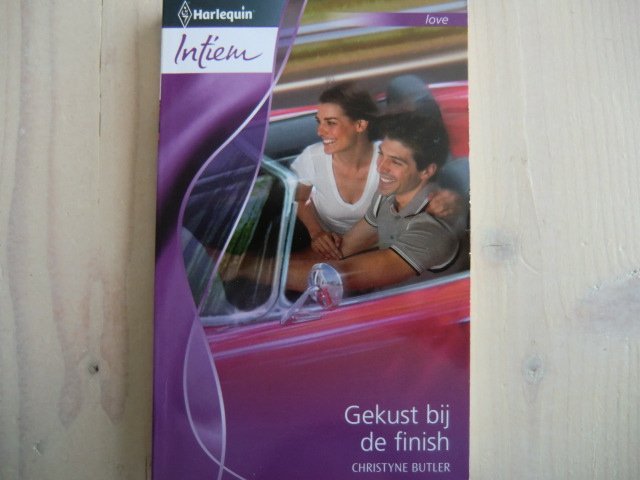 Harlequin
Intiem
love
Gekust bij
de finish
CHRISTYNE BUTLER